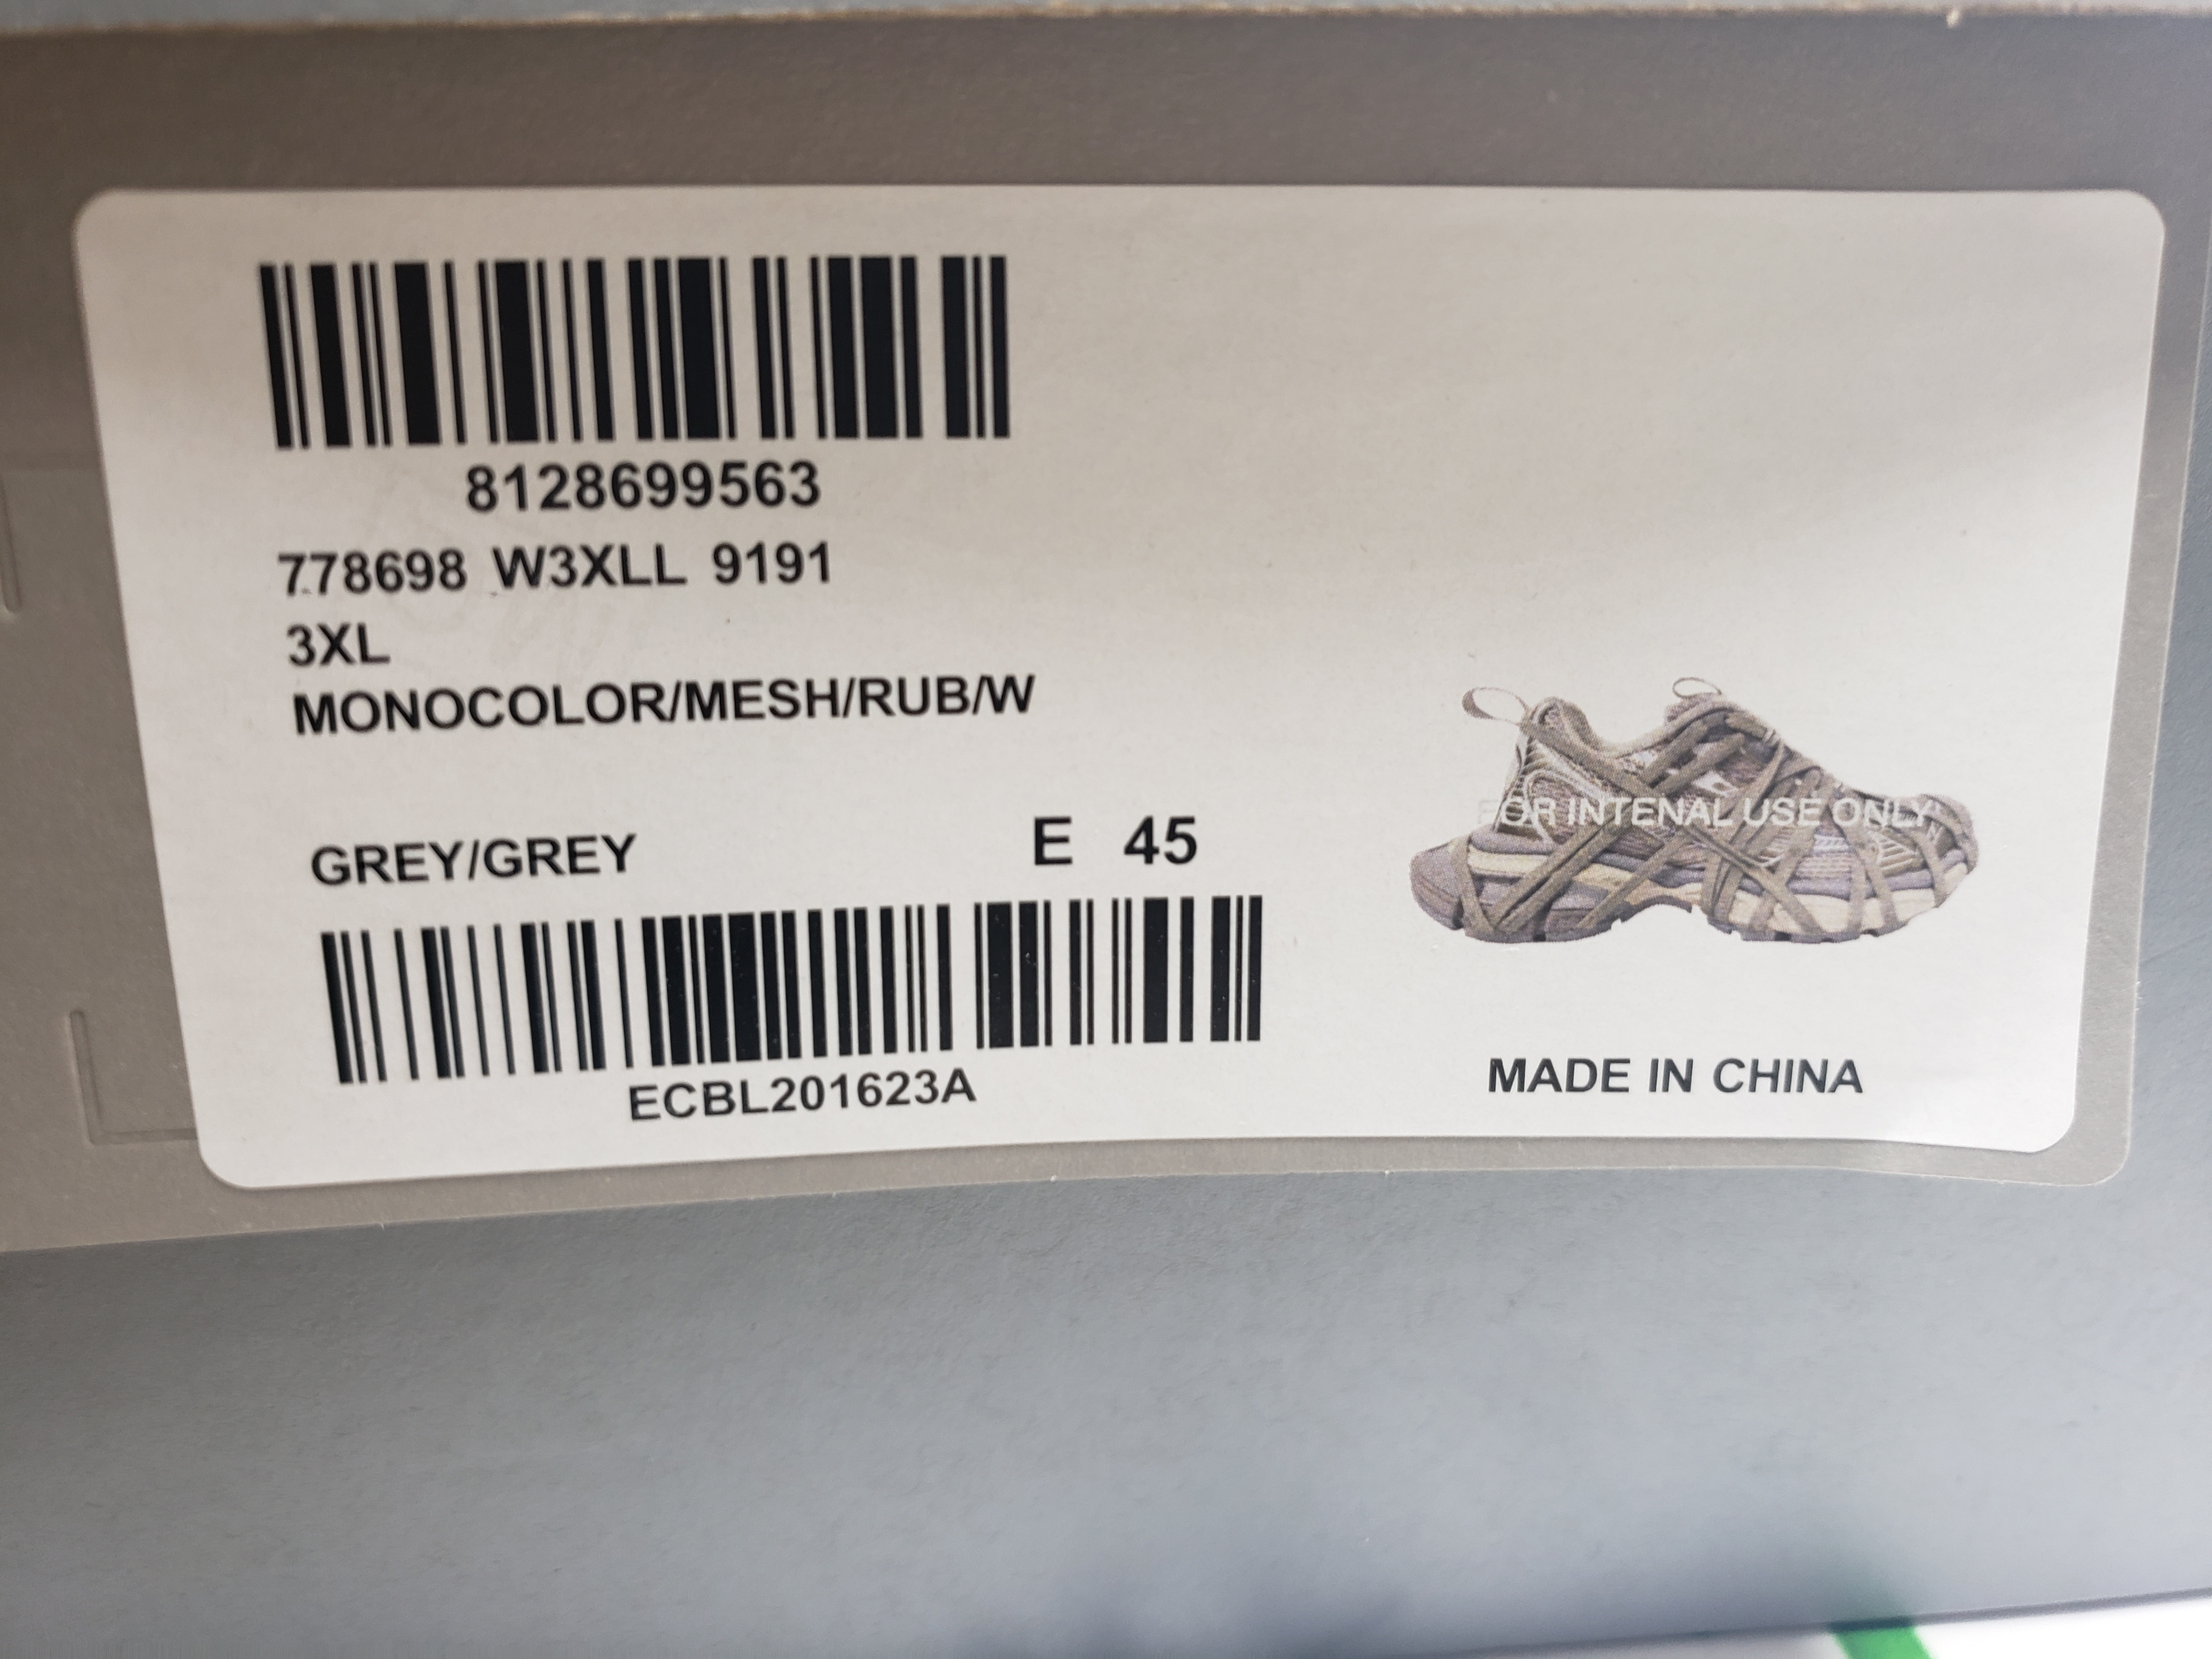 8128699563
778698 W3XLL 9191
3XL
MONOCOLOR/MESH/RUB/W
GREY/GREY
E 45
FOR INTENAL USE ONLY
ECBL201623A
MADE IN CHINA